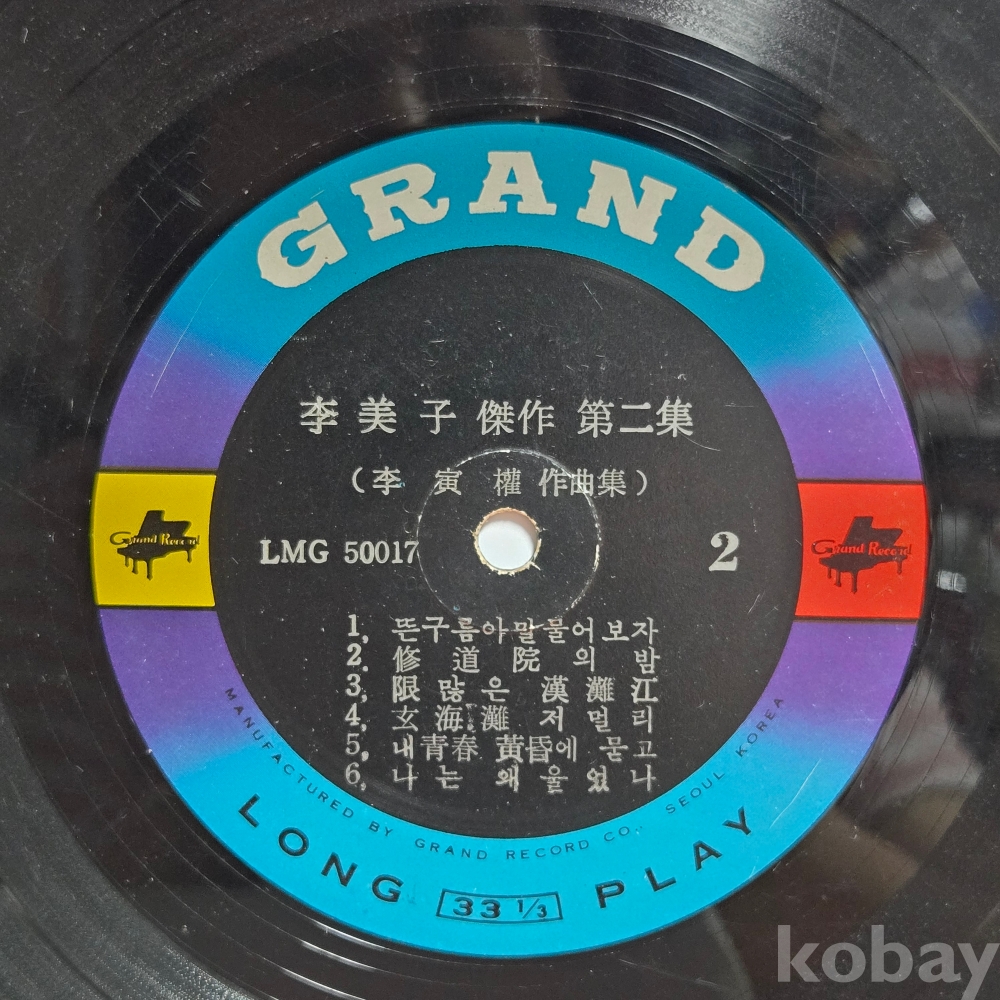 GRAND
李美子 傑作 第二集
(李寅權 作曲集)
LMG 50017
2
Grand Record
Grand Record
1, 뜬구름아말물어보자
2. 修道院의 밤
3, 限많은 漢灘江
4, 玄海灘 저멀리
5, 내青春 黃昏에 묻고
6, 나는 왜울었나
MANUFACTURED BY GRAND RECORD CO., SEOUL KOREA
LONG 33 1/3 PLAY
kobay